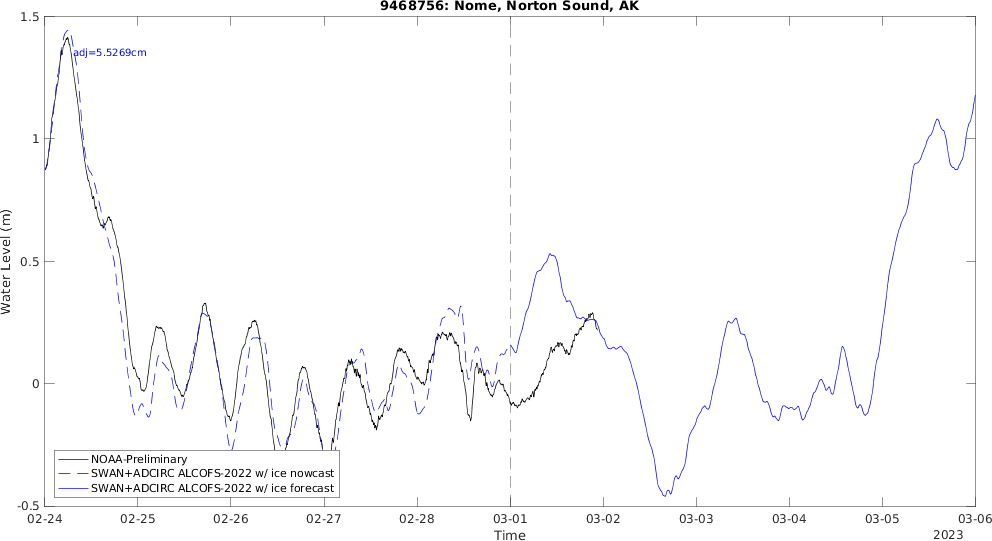 9468756: Nome, Norton Sound, AK
adj=5.5269cm
Water Level (m)
1.5
1
0.5
0
-0.5
NOAA-Preliminary
SWAN+ADCIRC ALCOFS-2022 w/ ice nowcast
SWAN+ADCIRC ALCOFS-2022 w/ ice forecast
02-24 02-25 02-26 02-27 02-28 03-01 03-02 03-03 03-04 03-05 03-06
Time
2023